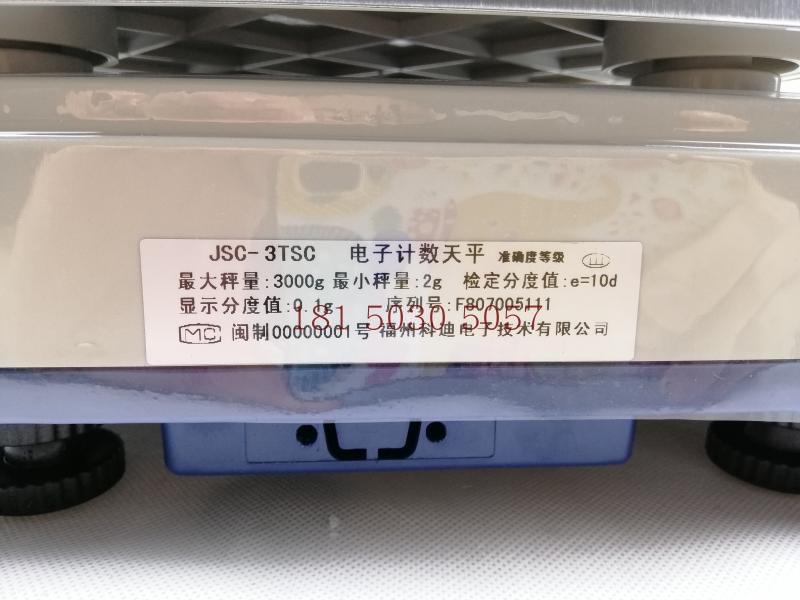 JSC-3TSC 电子计数天平 准确度等级 Ⅲ
最大秤量:3000g 最小秤量:2g 检定分度值:e=10d
显示分度值:0.1g 序列号:F807005111
181 5030 5057
MC 闽制00000001号 福州科迪电子技术有限公司